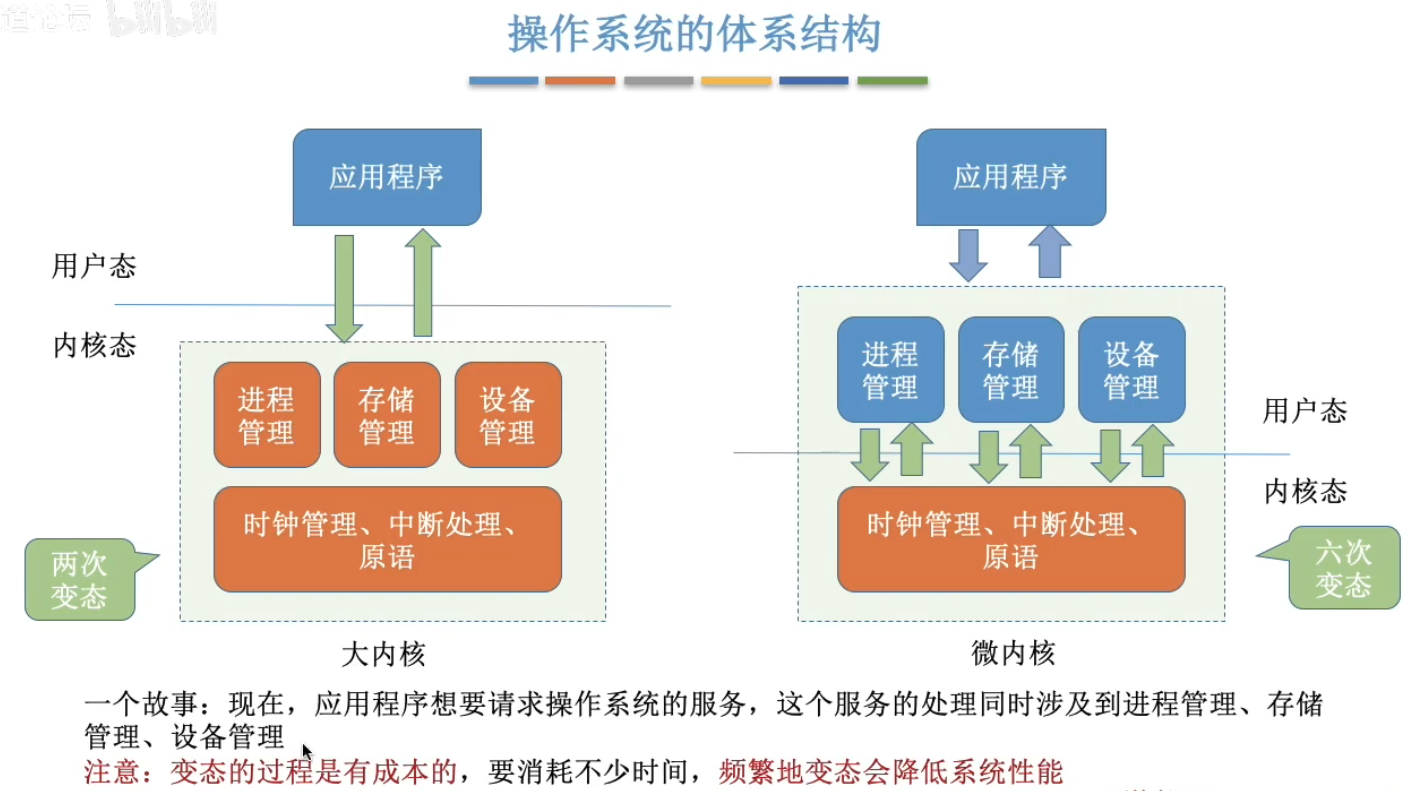 道论坛 bilibili
操作系统的体系结构
应用程序
应用程序
用户态
内核态
进程
管理
存储
管理
设备
管理
时钟管理、中断处理、
原语
两次
变态
大内核
进程
管理
存储
管理
设备
管理
用户态
内核态
时钟管理、中断处理、
原语
六次
变态
微内核
一个故事：现在，应用程序想要请求操作系统的服务，这个服务的处理同时涉及到进程管理、存储
管理、设备管理
注意：变态的过程是有成本的，要消耗不少时间，频繁地变态会降低系统性能